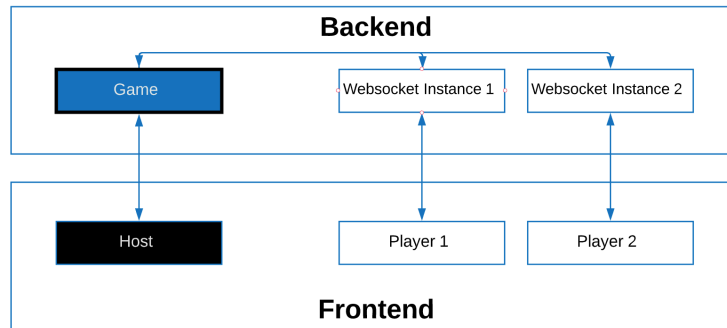 Backend
Game
Websocket Instance 1
Websocket Instance 2
Host
Player 1
Player 2
Frontend